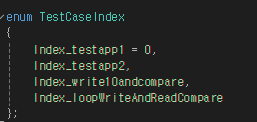 enum TestCaseIndex
{
Index_testapp1 = 0,
Index_testapp2,
Index_write10andcompare,
Index_loopWriteAndReadCompare
};